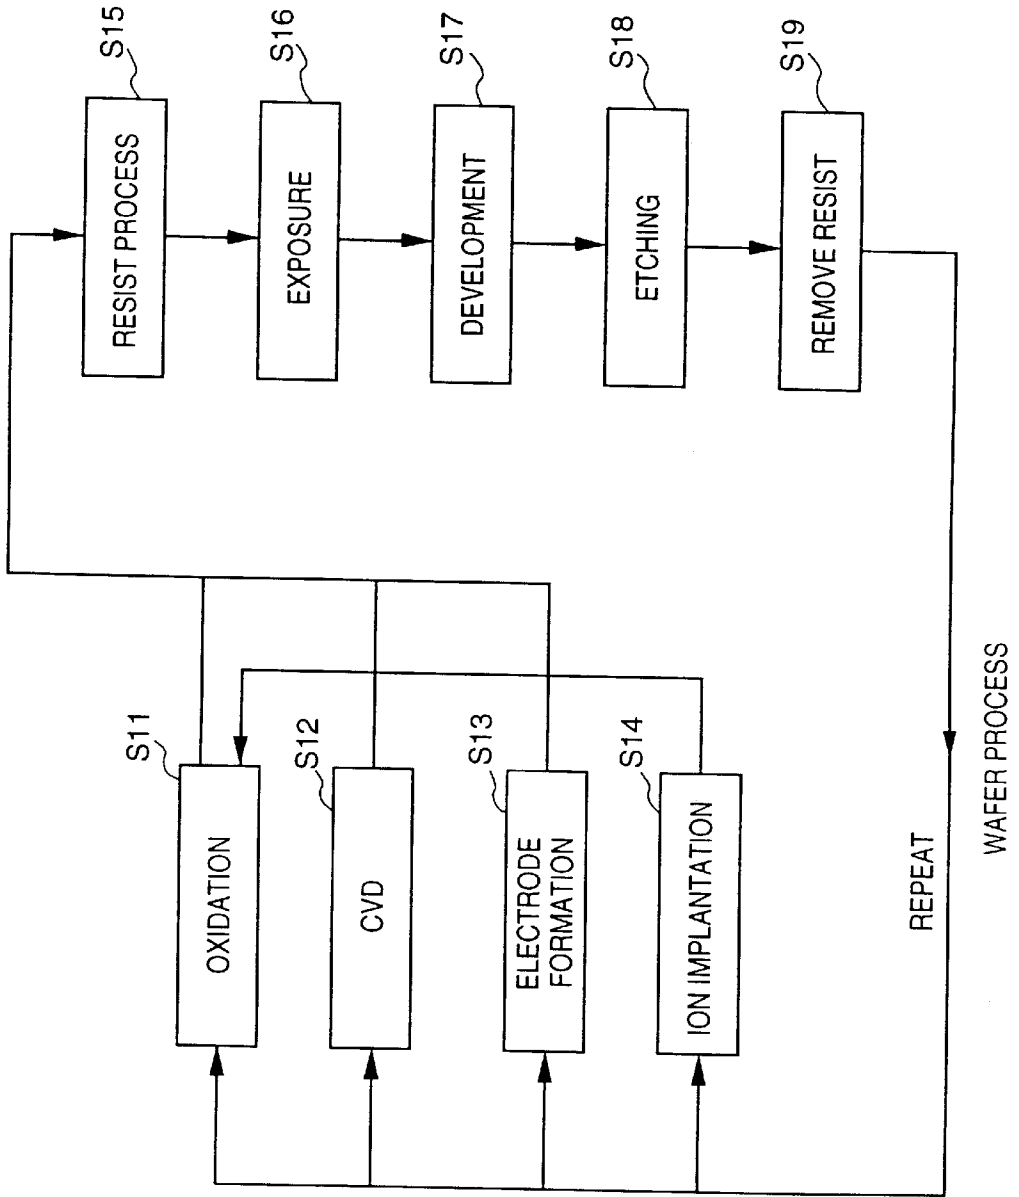 S11
OXIDATION
S12
CVD
S13
ELECTRODE
FORMATION
S14
ION IMPLANTATION
S15
RESIST PROCESS
S16
EXPOSURE
S17
DEVELOPMENT
S18
ETCHING
S19
REMOVE RESIST
REPEAT
WAFER PROCESS